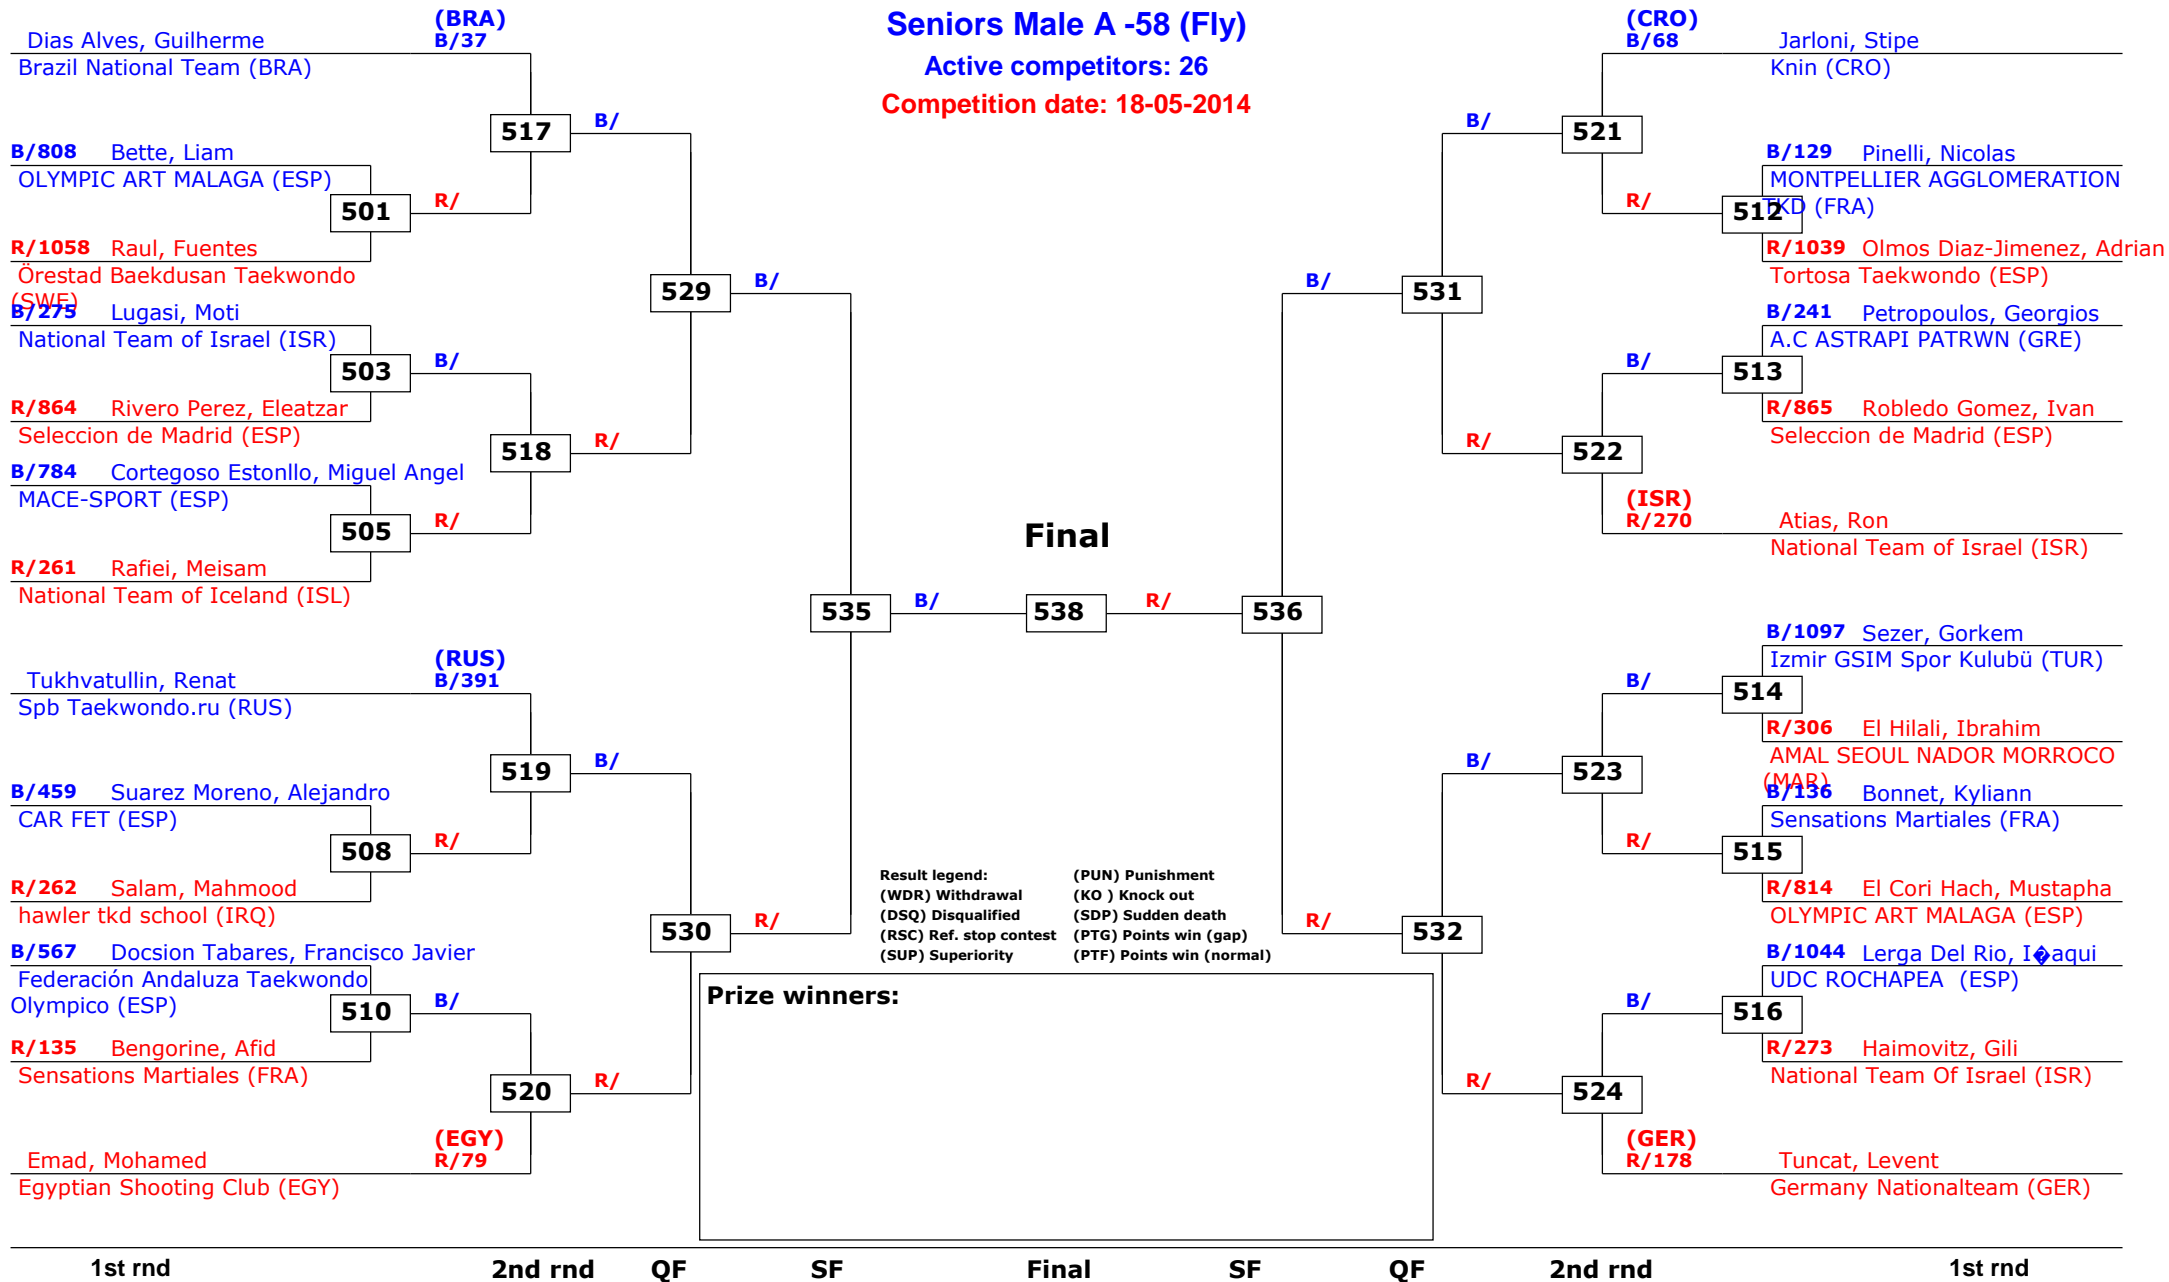 Seniors Male A -58 (Fly)
Active competitors: 26
Competition date: 18-05-2014
(BRA)
Dias Alves, Guilherme B/37
Brazil National Team (BRA)
517 B/
B/808 Bette, Liam
OLYMPIC ART MALAGA (ESP)
501 R/
R/1058 Raul, Fuentes
Örestad Baekdusan Taekwondo
(SWE)
529 B/
B/275 Lugasi, Moti
National Team of Israel (ISR)
503 B/
R/864 Rivero Perez, Eleatzar
Seleccion de Madrid (ESP)
518 R/
B/784 Cortegoso Estonllo, Miguel Angel
MACE-SPORT (ESP)
505 R/
R/261 Rafiei, Meisam
National Team of Iceland (ISL)
535 B/
(RUS)
Tukhvatullin, Renat B/391
Spb Taekwondo.ru (RUS)
519 B/
B/459 Suarez Moreno, Alejandro
CAR FET (ESP)
508 R/
R/262 Salam, Mahmood
hawler tkd school (IRQ)
530 R/
B/567 Docsion Tabares, Francisco Javier
Federación Andaluza Taekwondo
Olympico (ESP)
510 B/
R/135 Bengorine, Afid
Sensations Martiales (FRA)
520 R/
(EGY)
Emad, Mohamed R/79
Egyptian Shooting Club (EGY)
Final
538
(CRO)
B/68 Jarloni, Stipe
Knin (CRO)
B/ 521
B/129 Pinelli, Nicolas
MONTPELLIER AGGLOMERATION
TKD (FRA)
R/ 512
R/1039 Olmos Diaz-Jimenez, Adrian
Tortosa Taekwondo (ESP)
B/ 531
B/241 Petropoulos, Georgios
A.C ASTRAPI PATRWN (GRE)
B/ 513
R/865 Robledo Gomez, Ivan
Seleccion de Madrid (ESP)
R/ 522
(ISR)
R/270 Atias, Ron
National Team of Israel (ISR)
R/ 536
B/1097 Sezer, Gorkem
Izmir GSIM Spor Kulubü (TUR)
B/ 514
R/306 El Hilali, Ibrahim
AMAL SEOUL NADOR MORROCO
(MAR)
B/ 523
B/136 Bonnet, Kyliann
Sensations Martiales (FRA)
R/ 515
R/814 El Cori Hach, Mustapha
OLYMPIC ART MALAGA (ESP)
R/ 532
B/1044 Lerga Del Rio, I�aqui
UDC ROCHAPEA (ESP)
B/ 516
R/273 Haimovitz, Gili
National Team Of Israel (ISR)
R/ 524
(GER)
R/178 Tuncat, Levent
Germany Nationalteam (GER)
Result legend: (PUN) Punishment
(WDR) Withdrawal (KO ) Knock out
(DSQ) Disqualified (SDP) Sudden death
(RSC) Ref. stop contest (PTG) Points win (gap)
(SUP) Superiority (PTF) Points win (normal)
Prize winners:
1st rnd 2nd rnd QF SF Final SF QF 2nd rnd 1st rnd